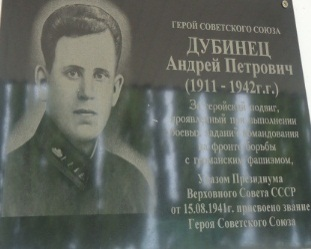 ГЕРОЙ СОВЕТСКОГО СОЮЗА
ДУБИНЕЦ
Андрей Петрович
(1911 - 1942г.г.)
За геройский подвиг,
проявленный при выполнении
боевых заданий командования
на фронте борьбы
с германским фашизмом,
Указом Президиума
Верховного Совета СССР
от 15.08.1941г. присвоено звание
Героя Советского Союза